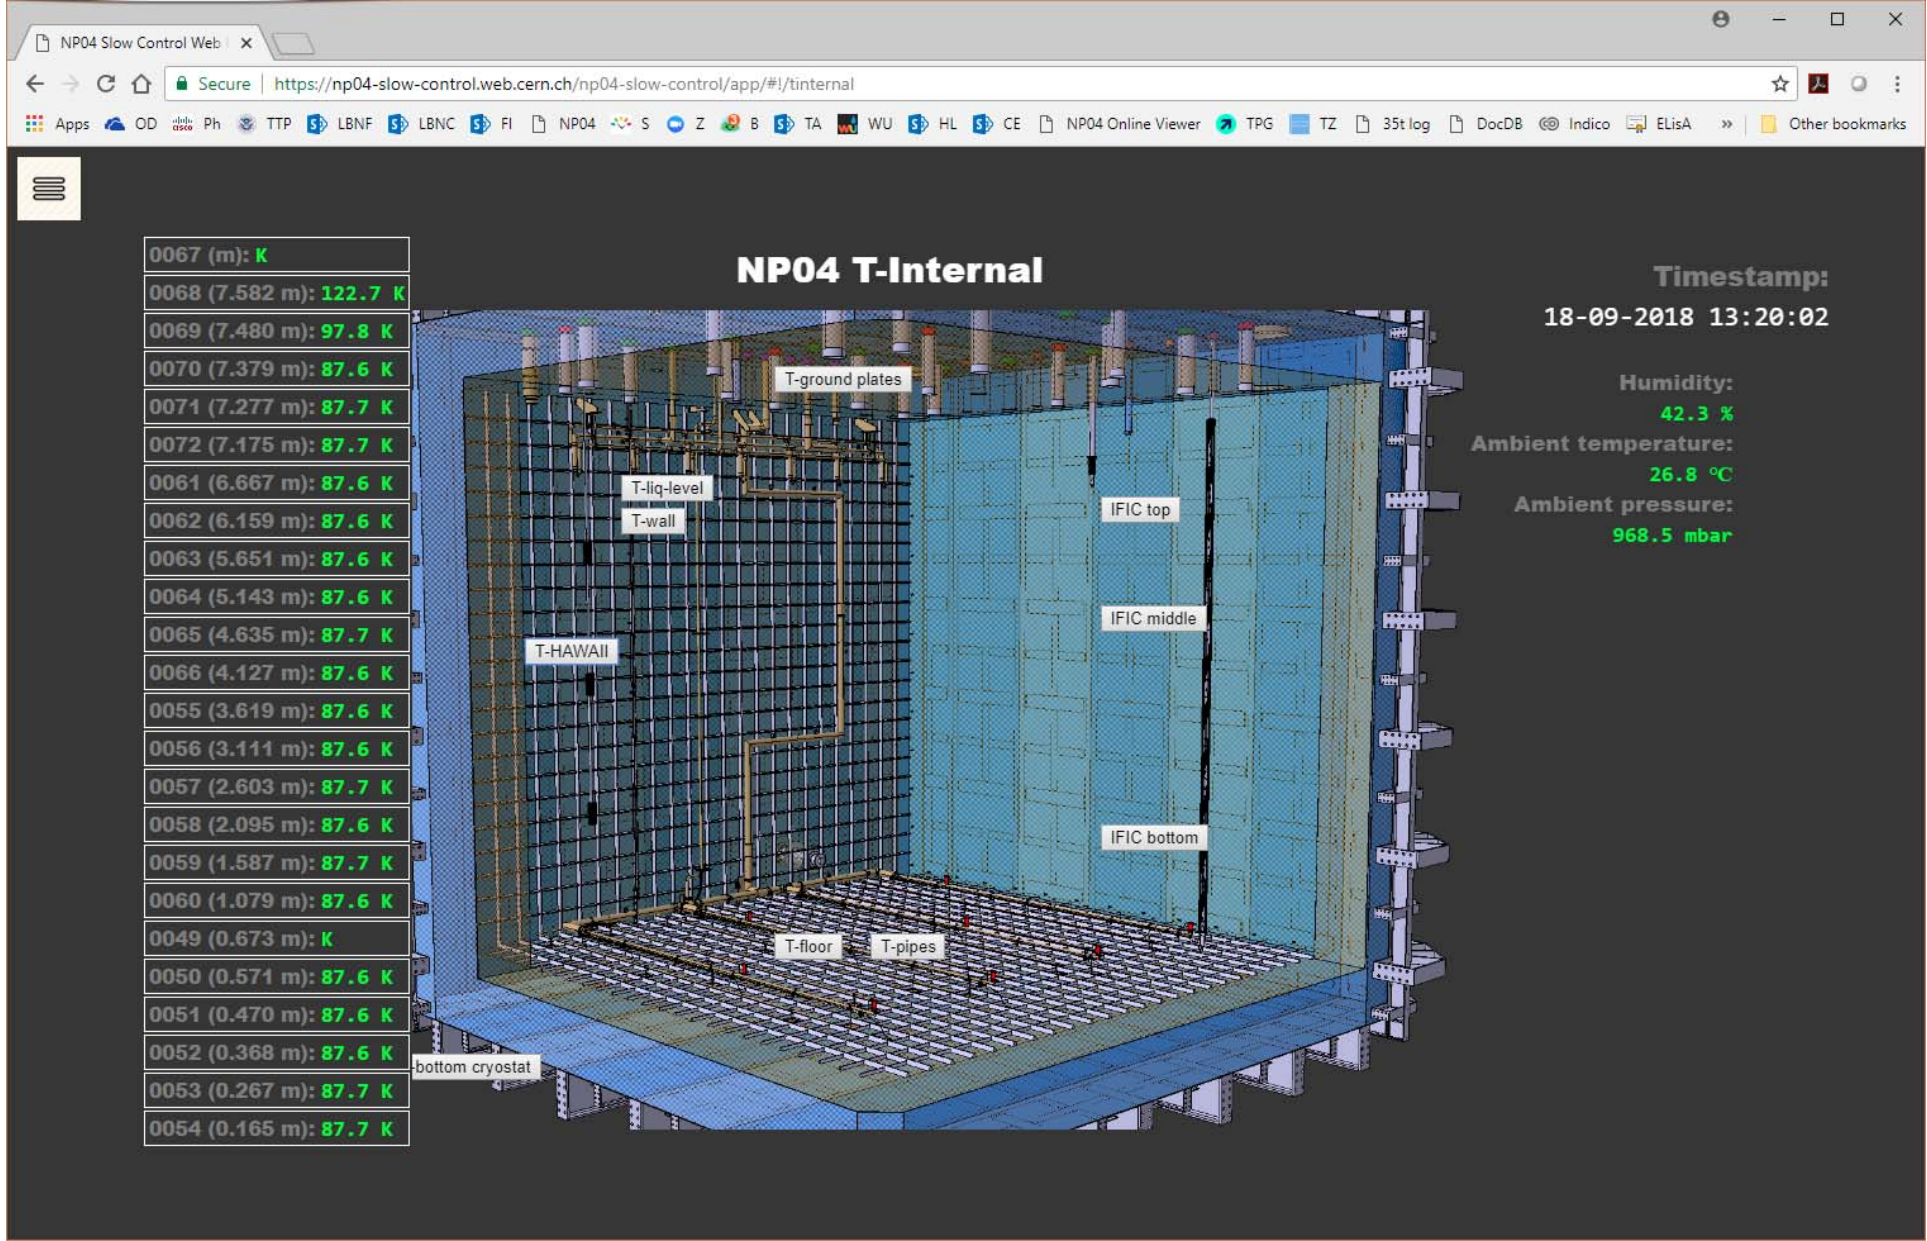 NP04 Slow Control Web
Secure | https://np04-slow-control.web.cern.ch/np04-slow-control/app/#!/tinternal
Apps OD Ph TTP LBNF LBNC FI NP04 S Z B TA WU HL CE NP04 Online Viewer TPG TZ 35t log DocDB Indico ELisA » Other bookmarks
NP04 T-Internal
0067 (m): K
0068 (7.582 m): 122.7 K
0069 (7.480 m): 97.8 K
0070 (7.379 m): 87.6 K
0071 (7.277 m): 87.7 K
0072 (7.175 m): 87.7 K
0061 (6.667 m): 87.6 K
0062 (6.159 m): 87.6 K
0063 (5.651 m): 87.6 K
0064 (5.143 m): 87.6 K
0065 (4.635 m): 87.7 K
0066 (4.127 m): 87.6 K
0055 (3.619 m): 87.6 K
0056 (3.111 m): 87.6 K
0057 (2.603 m): 87.7 K
0058 (2.095 m): 87.6 K
0059 (1.587 m): 87.7 K
0060 (1.079 m): 87.6 K
0049 (0.673 m): K
0050 (0.571 m): 87.6 K
0051 (0.470 m): 87.6 K
0052 (0.368 m): 87.6 K
0053 (0.267 m): 87.7 K
0054 (0.165 m): 87.7 K
T-ground plates
T-liq-level
T-wall
T-HAWAII
IFIC top
IFIC middle
IFIC bottom
T-floor
T-pipes
-bottom cryostat
Timestamp:
18-09-2018 13:20:02
Humidity:
42.3 %
Ambient temperature:
26.8 °C
Ambient pressure:
968.5 mbar